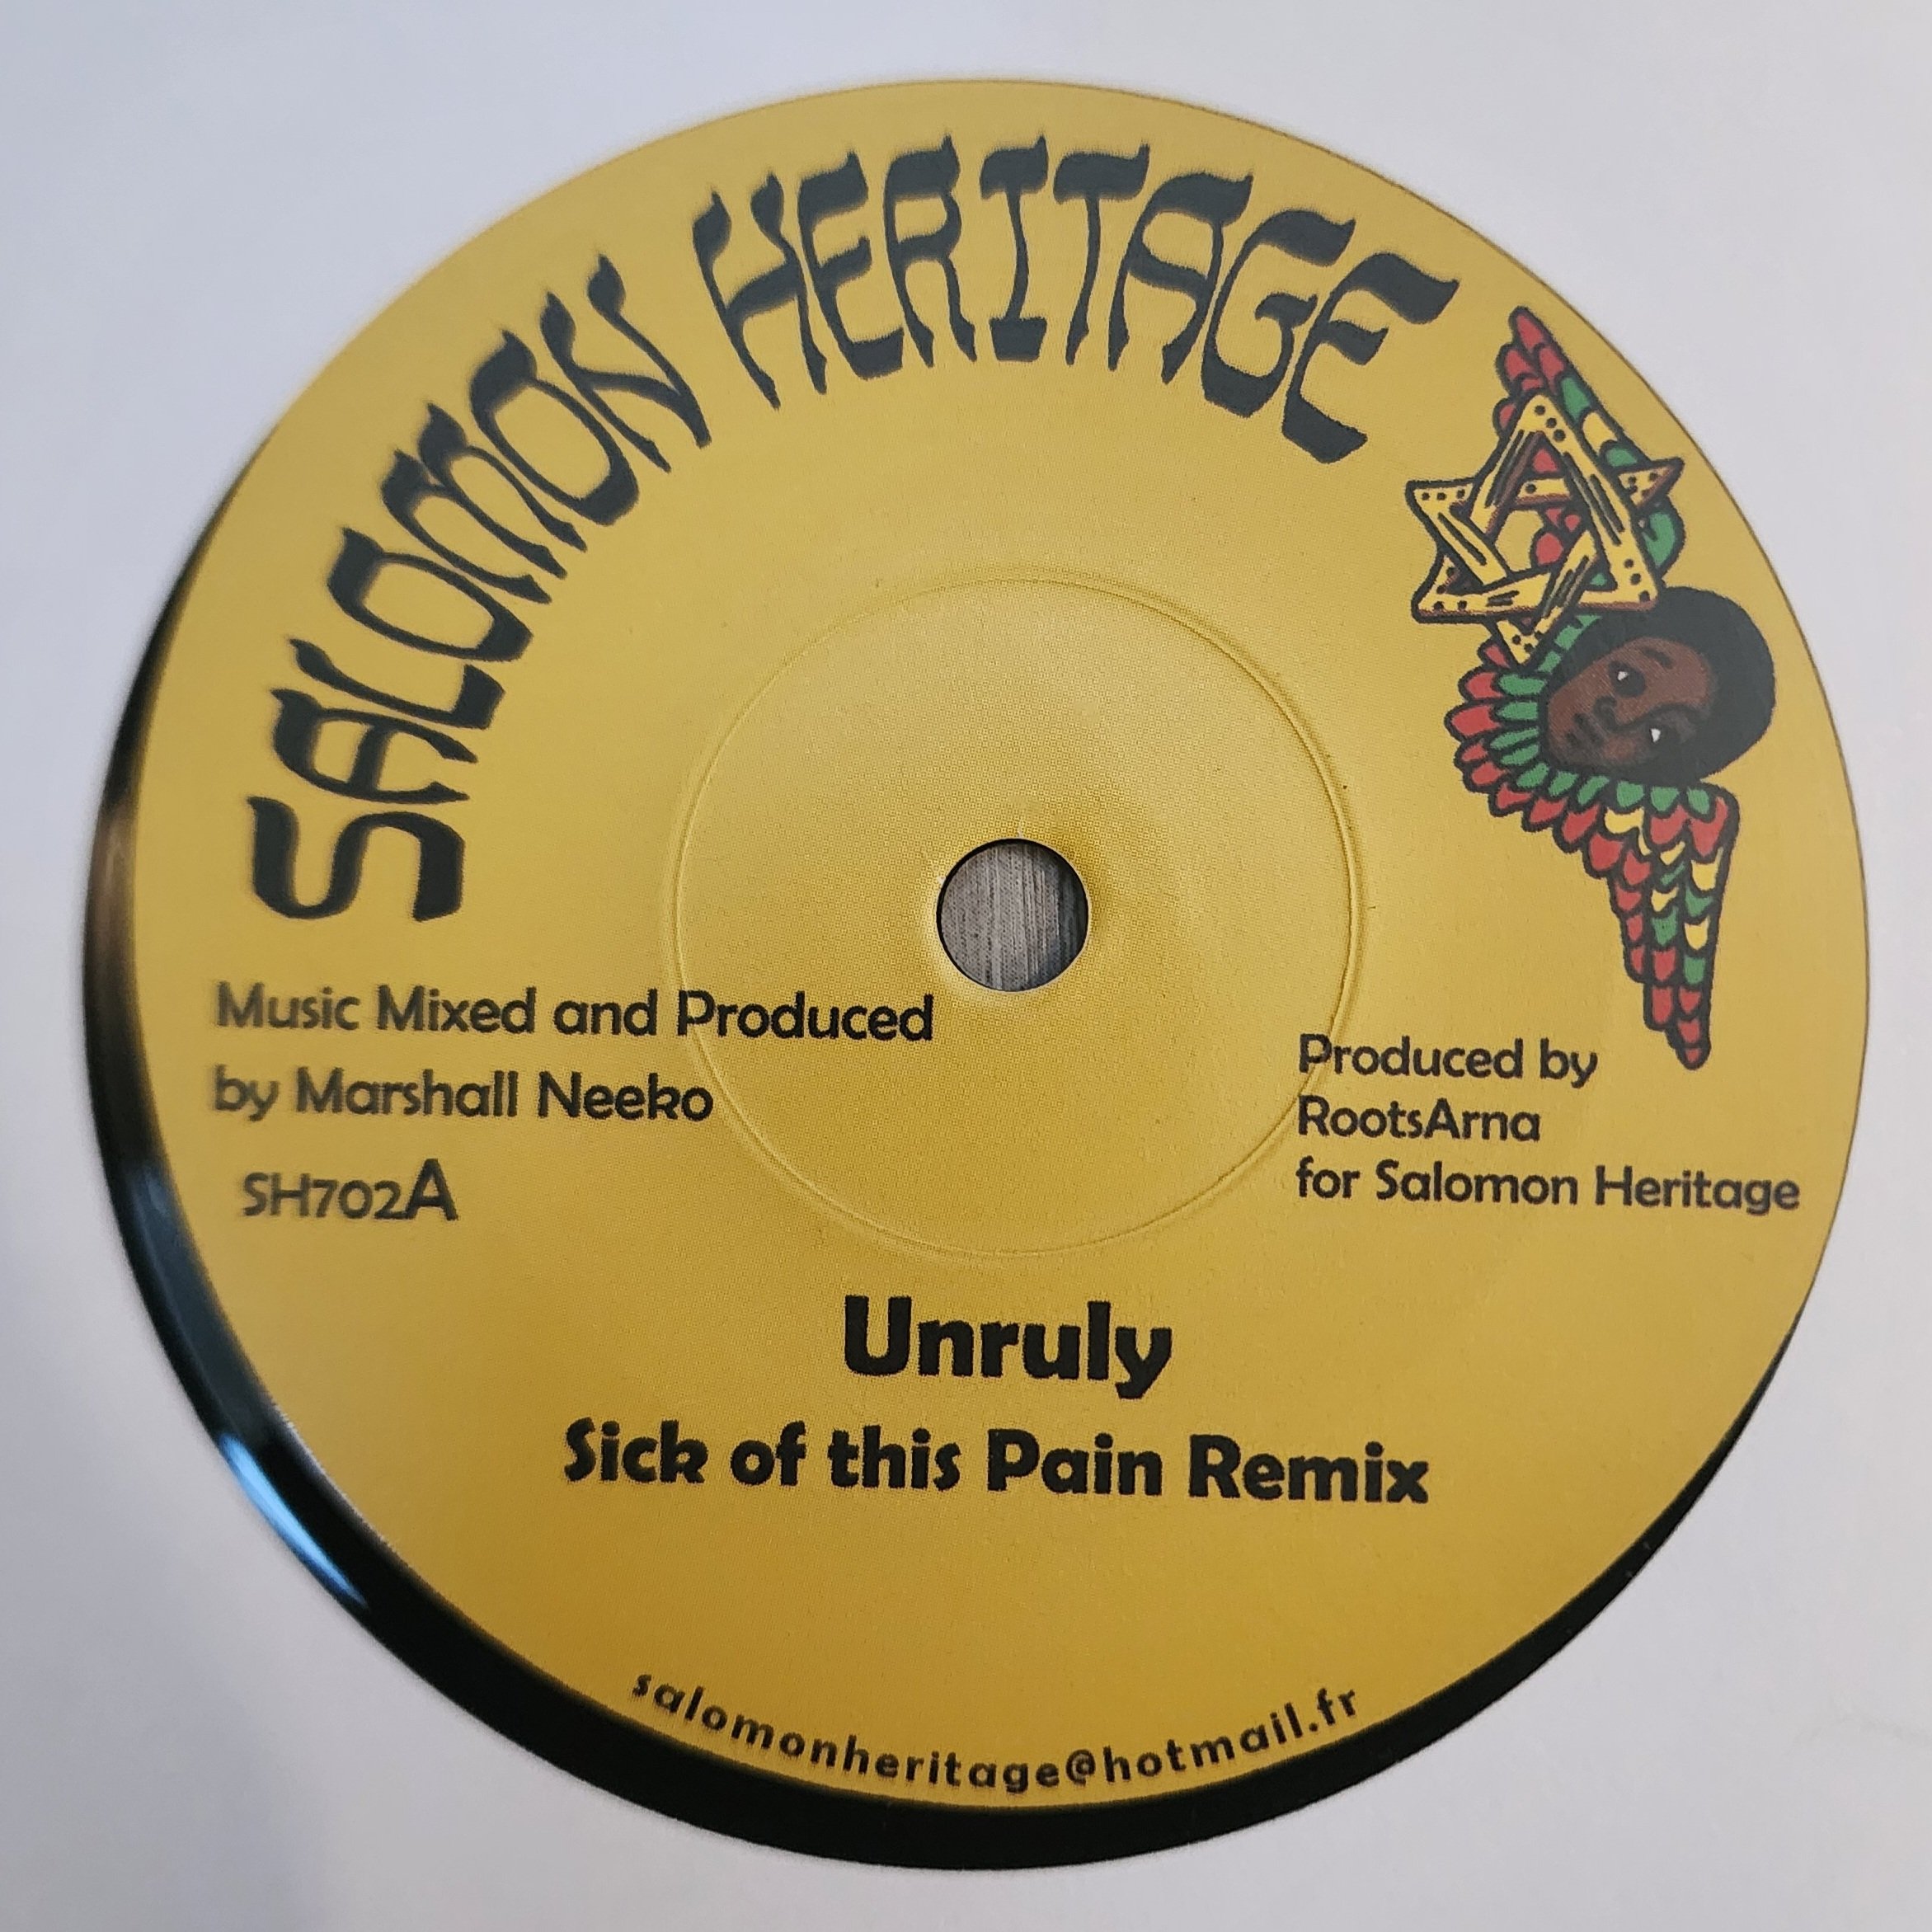 SALOMON HERITAGE
Music Mixed and Produced
by Marshall Neeko
SH702A
Produced by
RootsArna
for Salomon Heritage
Unruly
Sick of this Pain Remix
salomonheritage@hotmail.fr